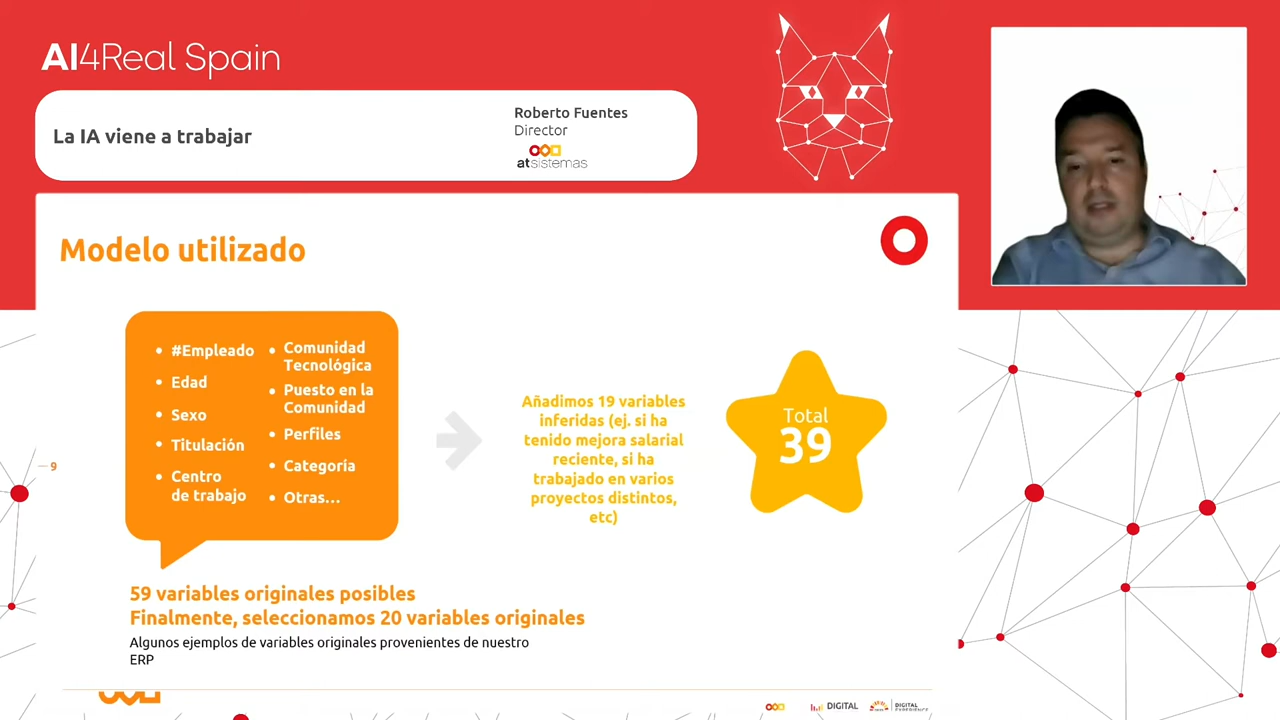 AI4Real Spain
La IA viene a trabajar
Roberto Fuentes
Director
atsistemas
Modelo utilizado
#Empleado
Edad
Sexo
Titulación
Centro
de trabajo
Comunidad
Tecnológica
Puesto en la
Comunidad
Perfiles
Categoría
Otras...
Añadimos 19 variables
inferidas (ej. si ha
tenido mejora salarial
reciente, si ha
trabajado en varios
proyectos distintos,
etc)
Total
39
9
59 variables originales posibles
Finalmente, seleccionamos 20 variables originales
Algunos ejemplos de variables originales provenientes de nuestro
ERP
DIGITAL
DIGITAL
EXPERIENCE